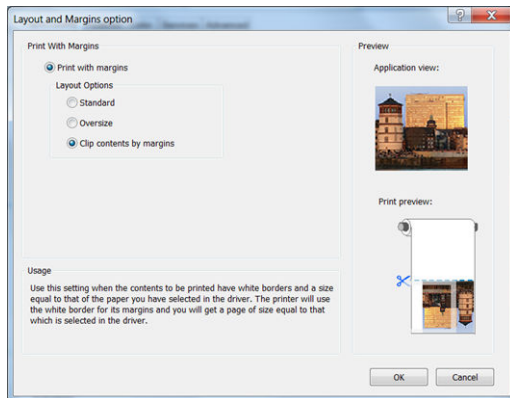 Layout and Margins option
Print With Margins
Print with margins
Layout Options
Standard
Oversize
Clip contents by margins
Usage
Use this setting when the contents to be printed have white borders and a size
equal to that of the paper you have selected in the driver. The printer will use
the white border for its margins and you will get a page of size equal to that
which is selected in the driver.
Preview
Application view:
Print preview:
OK
Cancel